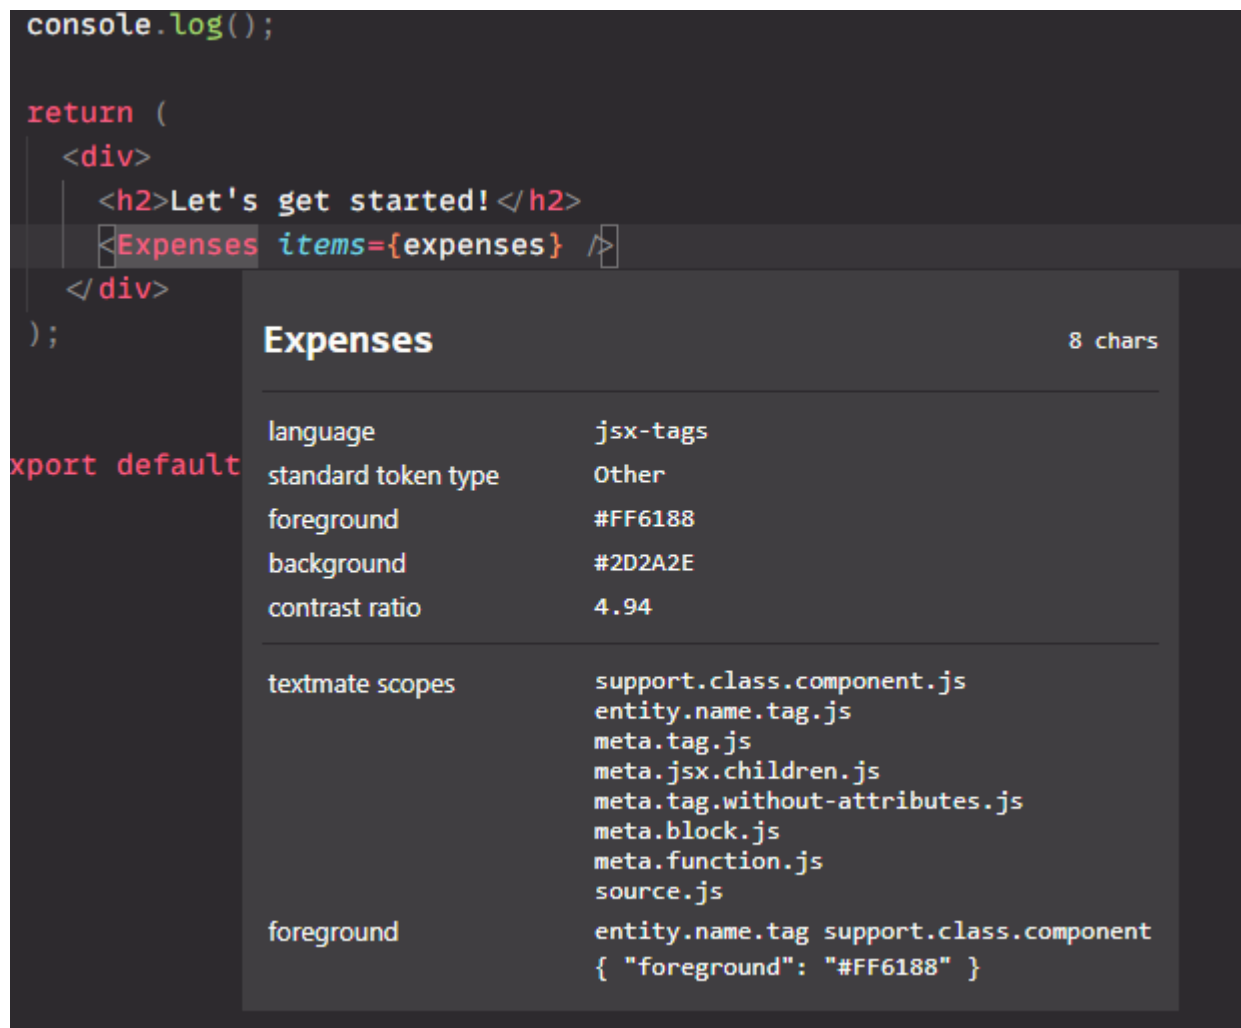 console.log();
return (
<div>
<h2>Let's get started!</h2>
<Expenses items={expenses} />
</div>
);
xport default
Expenses 8 chars
language jsx-tags
standard token type Other
foreground #FF6188
background #2D2A2E
contrast ratio 4.94
textmate scopes support.class.component.js
entity.name.tag.js
meta.tag.js
meta.jsx.children.js
meta.tag.without-attributes.js
meta.block.js
meta.function.js
source.js
foreground entity.name.tag support.class.component
{ "foreground": "#FF6188" }